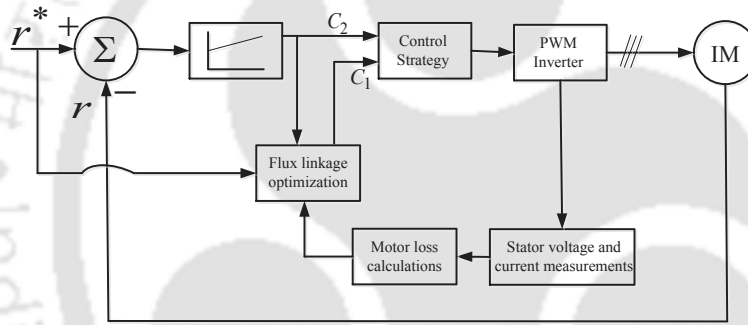 r* +
Σ
r −
C₂
C₁
Control
Strategy
PWM
Inverter
IM
Flux linkage
optimization
Motor loss
calculations
Stator voltage and
current measurements